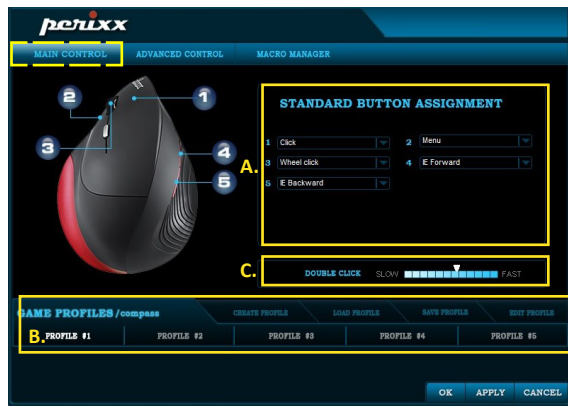 perixx
MAIN CONTROL ADVANCED CONTROL MACRO MANAGER
2 1
3 4
5
A.
STANDARD BUTTON ASSIGNMENT
1 Click 2 Menu
3 Wheel click 4 IE Forward
5 IE Backward
C.
DOUBLE CLICK SLOW FAST
GAME PROFILES/compass CREATE PROFILE LOAD PROFILE SAVE PROFILE EDIT PROFILE
B. PROFILE #1 PROFILE #2 PROFILE #3 PROFILE #4 PROFILE #5
OK APPLY CANCEL